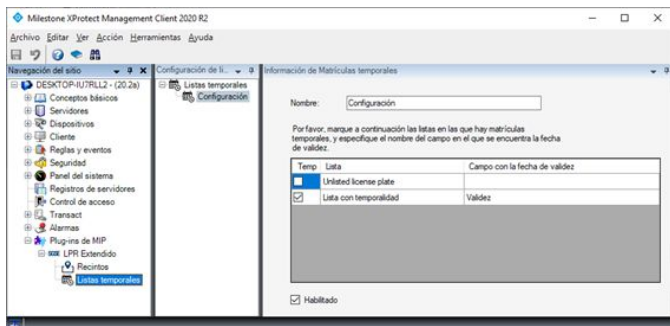 Milestone XProtect Management Client 2020 R2
Archivo Editar Ver Acción Herramientas Ayuda
Navegación del sitio
DESKTOP-IU7RLL2 - (20.2a)
Conceptos básicos
Servidores
Dispositivos
Cliente
Reglas y eventos
Seguridad
Panel del sistema
Registros de servidores
Control de acceso
Transact
Alarmas
Plug-ins de MIP
LPR Extendido
Recintos
Listas temporales
Configuración de li...
Listas temporales
Configuración
Información de Matrículas temporales
Nombre: Configuración
Por favor, marque a continuación las listas en las que hay matrículas
temporales, y especifique el nombre del campo en el que se encuentra la fecha
de validez.
Temp Lista Campo con la fecha de validez
Unlisted license plate
Lista con temporalidad Validez
Habilitado